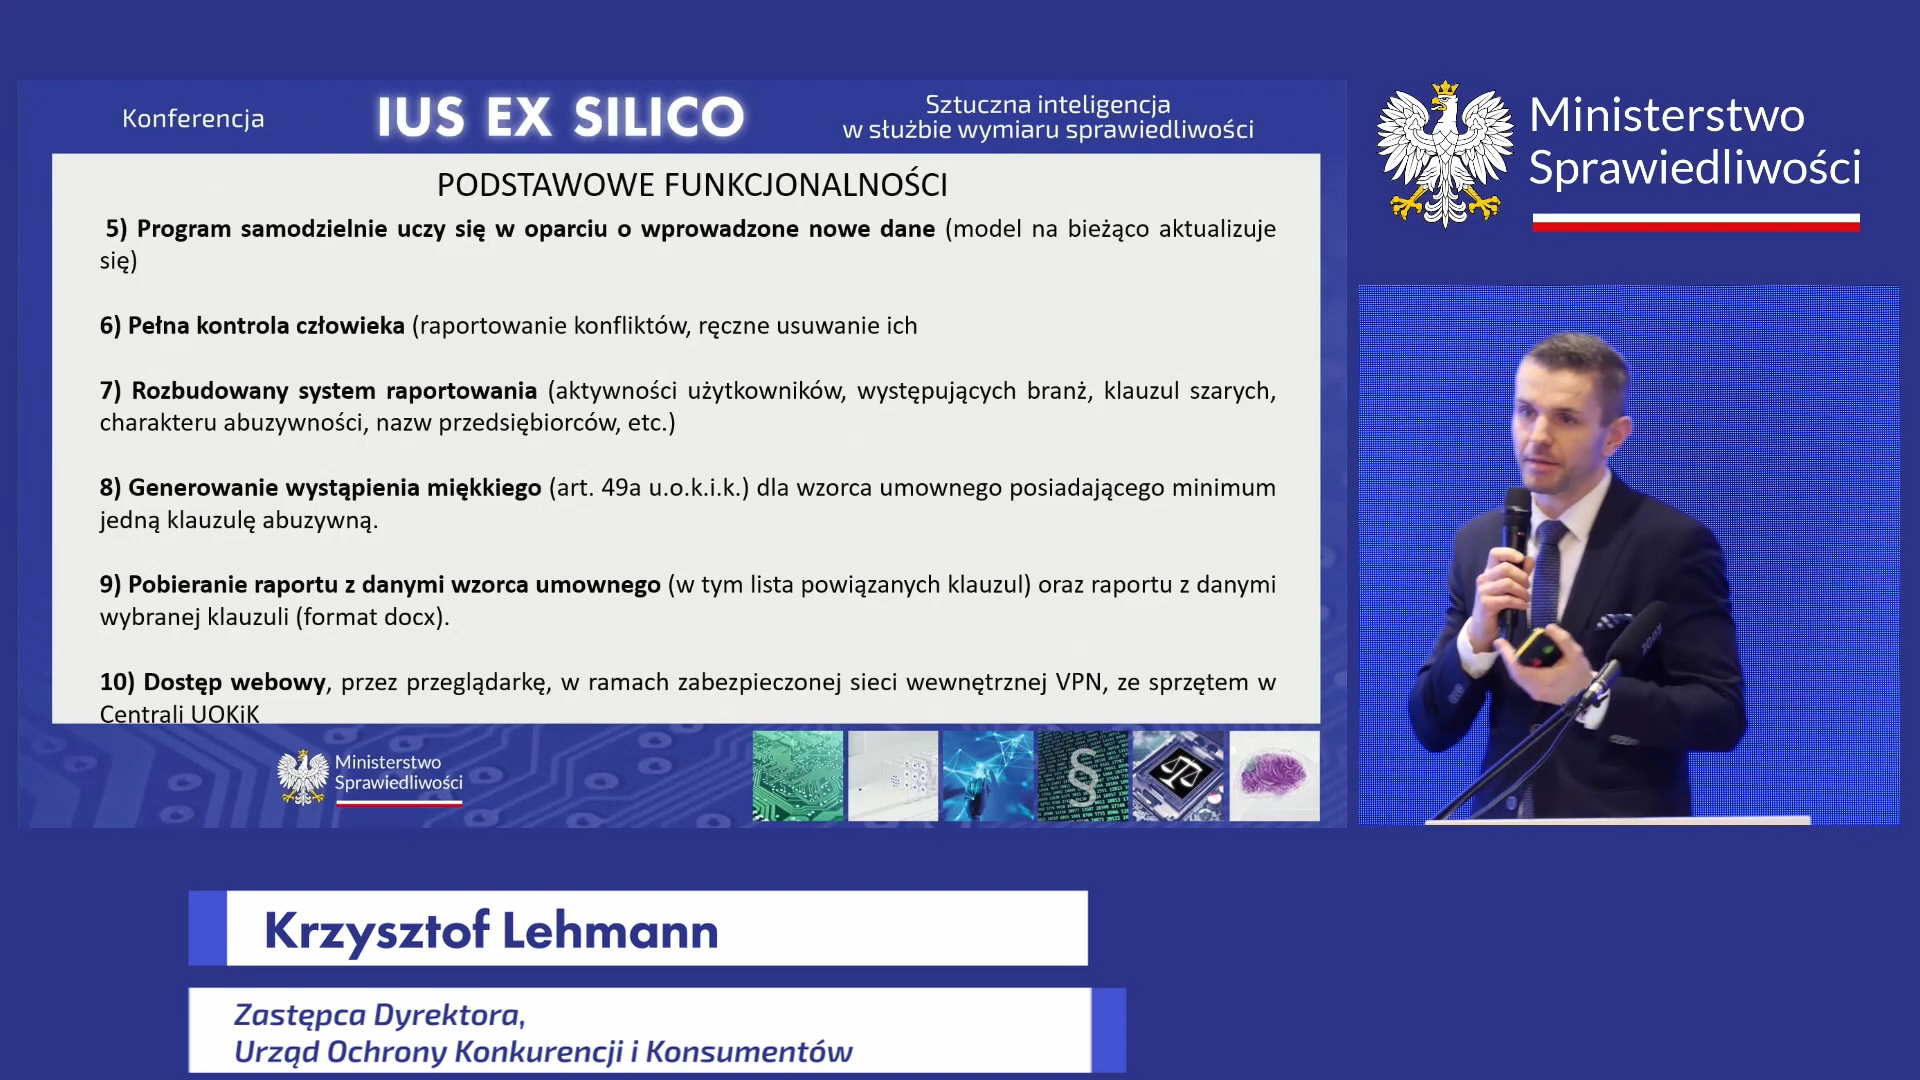 Konferencja
IUS EX SILICO
Sztuczna inteligencja
w służbie wymiaru sprawiedliwości
PODSTAWOWE FUNKCJONALNOŚCI
5) Program samodzielnie uczy się w oparciu o wprowadzone nowe dane (model na bieżąco aktualizuje
się)
6) Pełna kontrola człowieka (raportowanie konfliktów, ręczne usuwanie ich
7) Rozbudowany system raportowania (aktywności użytkowników, występujących branż, klauzul szarych,
charakteru abuzywności, nazw przedsiębiorców, etc.)
8) Generowanie wystąpienia miękkiego (art. 49a u.o.k.i.k.) dla wzorca umownego posiadającego minimum
jedną klauzulę abuzywną.
9) Pobieranie raportu z danymi wzorca umownego (w tym lista powiązanych klauzul) oraz raportu z danymi
wybranej klauzuli (format docx).
10) Dostęp webowy, przez przeglądarkę, w ramach zabezpieczonej sieci wewnętrznej VPN, ze sprzętem w
Centrali UOKiK
Ministerstwo
Sprawiedliwości
§
Ministerstwo
Sprawiedliwości
Krzysztof Lehmann
Zastępca Dyrektora,
Urząd Ochrony Konkurencji i Konsumentów